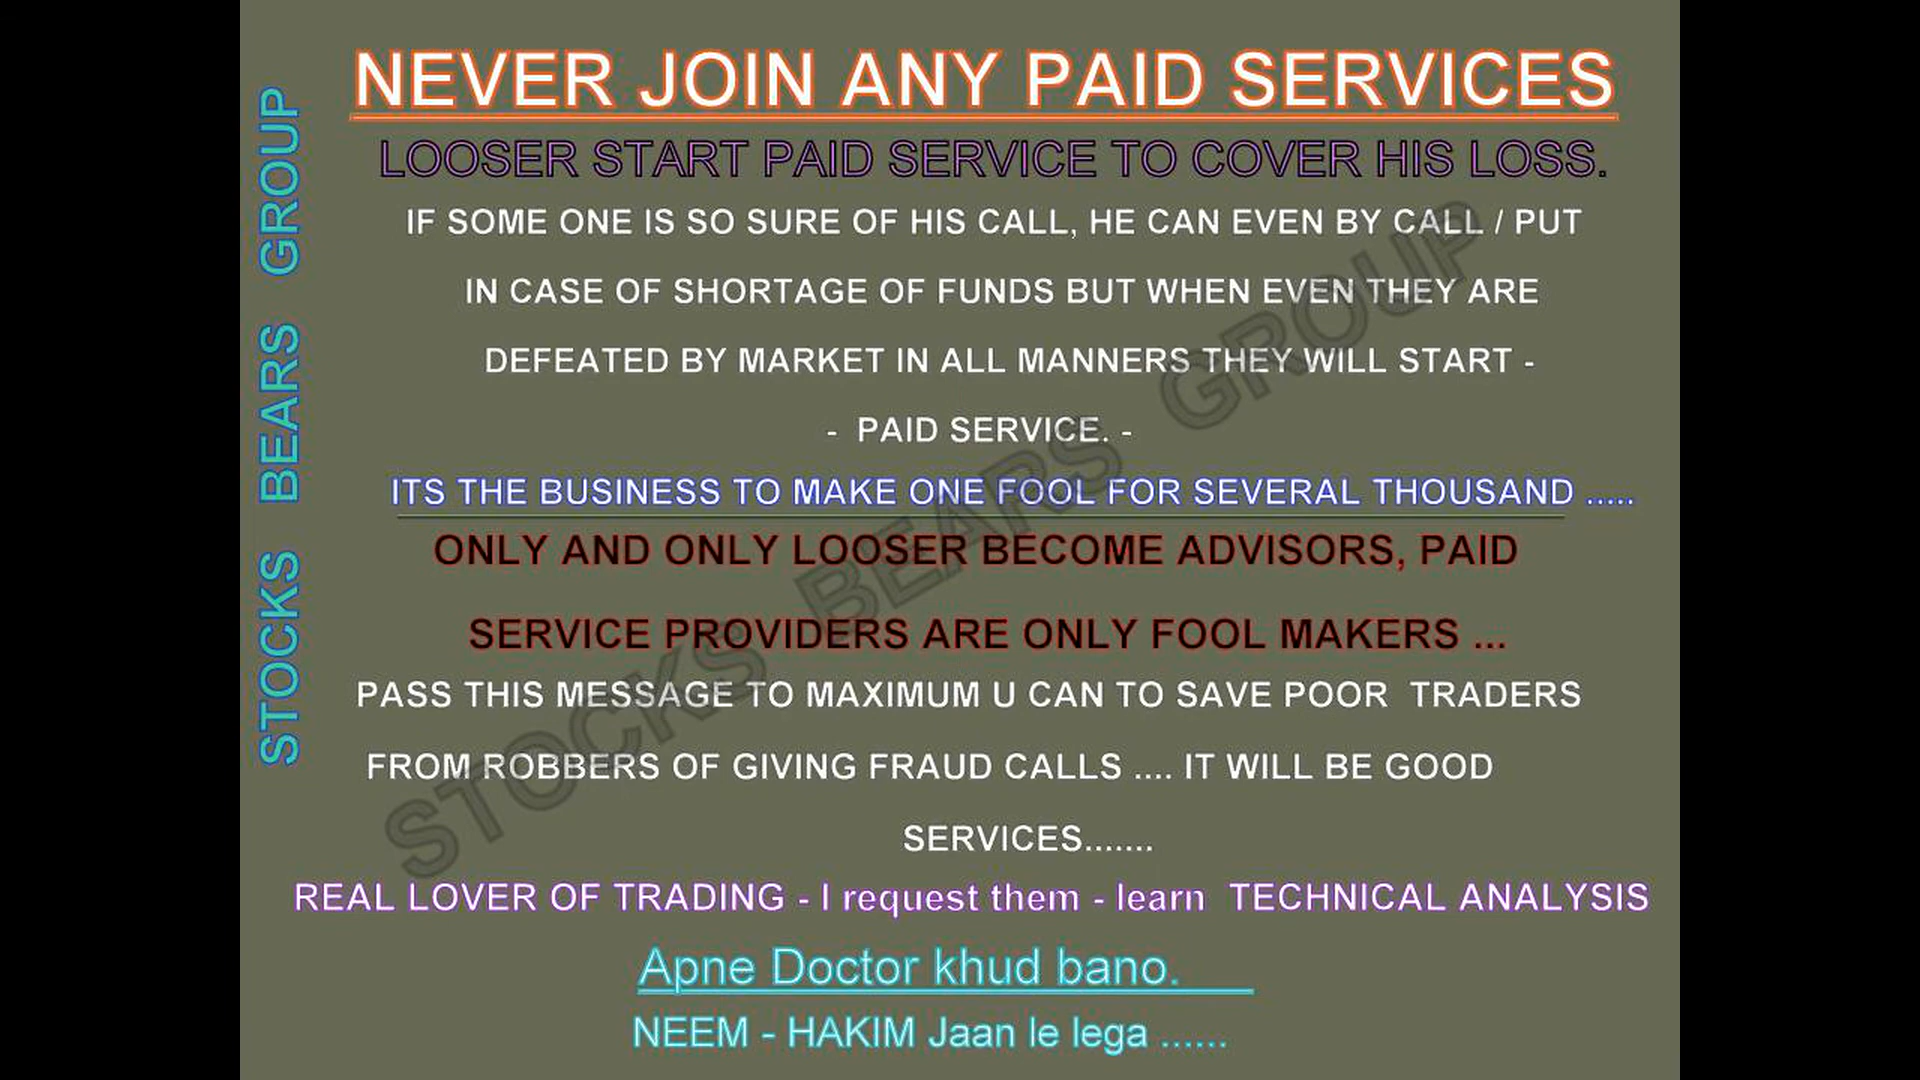 NEVER JOIN ANY PAID SERVICES
LOOSER START PAID SERVICE TO COVER HIS LOSS.
IF SOME ONE IS SO SURE OF HIS CALL, HE CAN EVEN BY CALL / PUT
IN CASE OF SHORTAGE OF FUNDS BUT WHEN EVEN THEY ARE
DEFEATED BY MARKET IN ALL MANNERS THEY WILL START -
- PAID SERVICE. -
ITS THE BUSINESS TO MAKE ONE FOOL FOR SEVERAL THOUSAND .....
ONLY AND ONLY LOOSER BECOME ADVISORS, PAID
SERVICE PROVIDERS ARE ONLY FOOL MAKERS ...
PASS THIS MESSAGE TO MAXIMUM U CAN TO SAVE POOR TRADERS
FROM ROBBERS OF GIVING FRAUD CALLS .... IT WILL BE GOOD
SERVICES.......
REAL LOVER OF TRADING - I request them - learn TECHNICAL ANALYSIS
Apne Doctor khud bano.
NEEM - HAKIM Jaan le lega ......
STOCKS BEARS GROUP
STOCKS BEARS GROUP